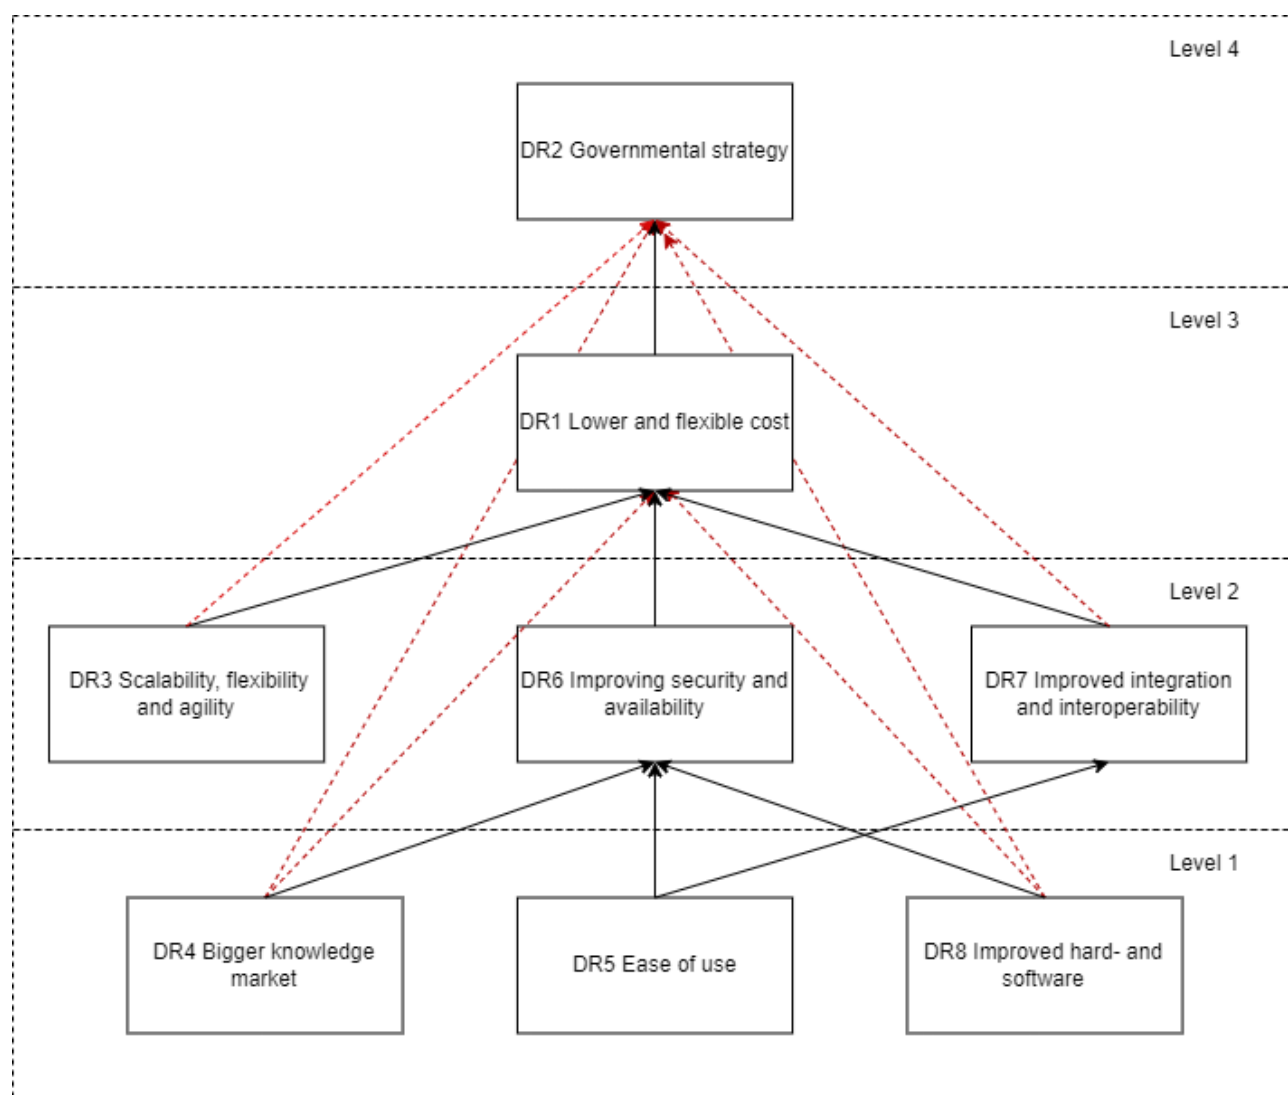 Level 4
DR2 Governmental strategy
Level 3
DR1 Lower and flexible cost
Level 2
DR3 Scalability, flexibility
and agility
DR6 Improving security and
availability
DR7 Improved integration
and interoperability
Level 1
DR4 Bigger knowledge
market
DR5 Ease of use
DR8 Improved hard- and
software